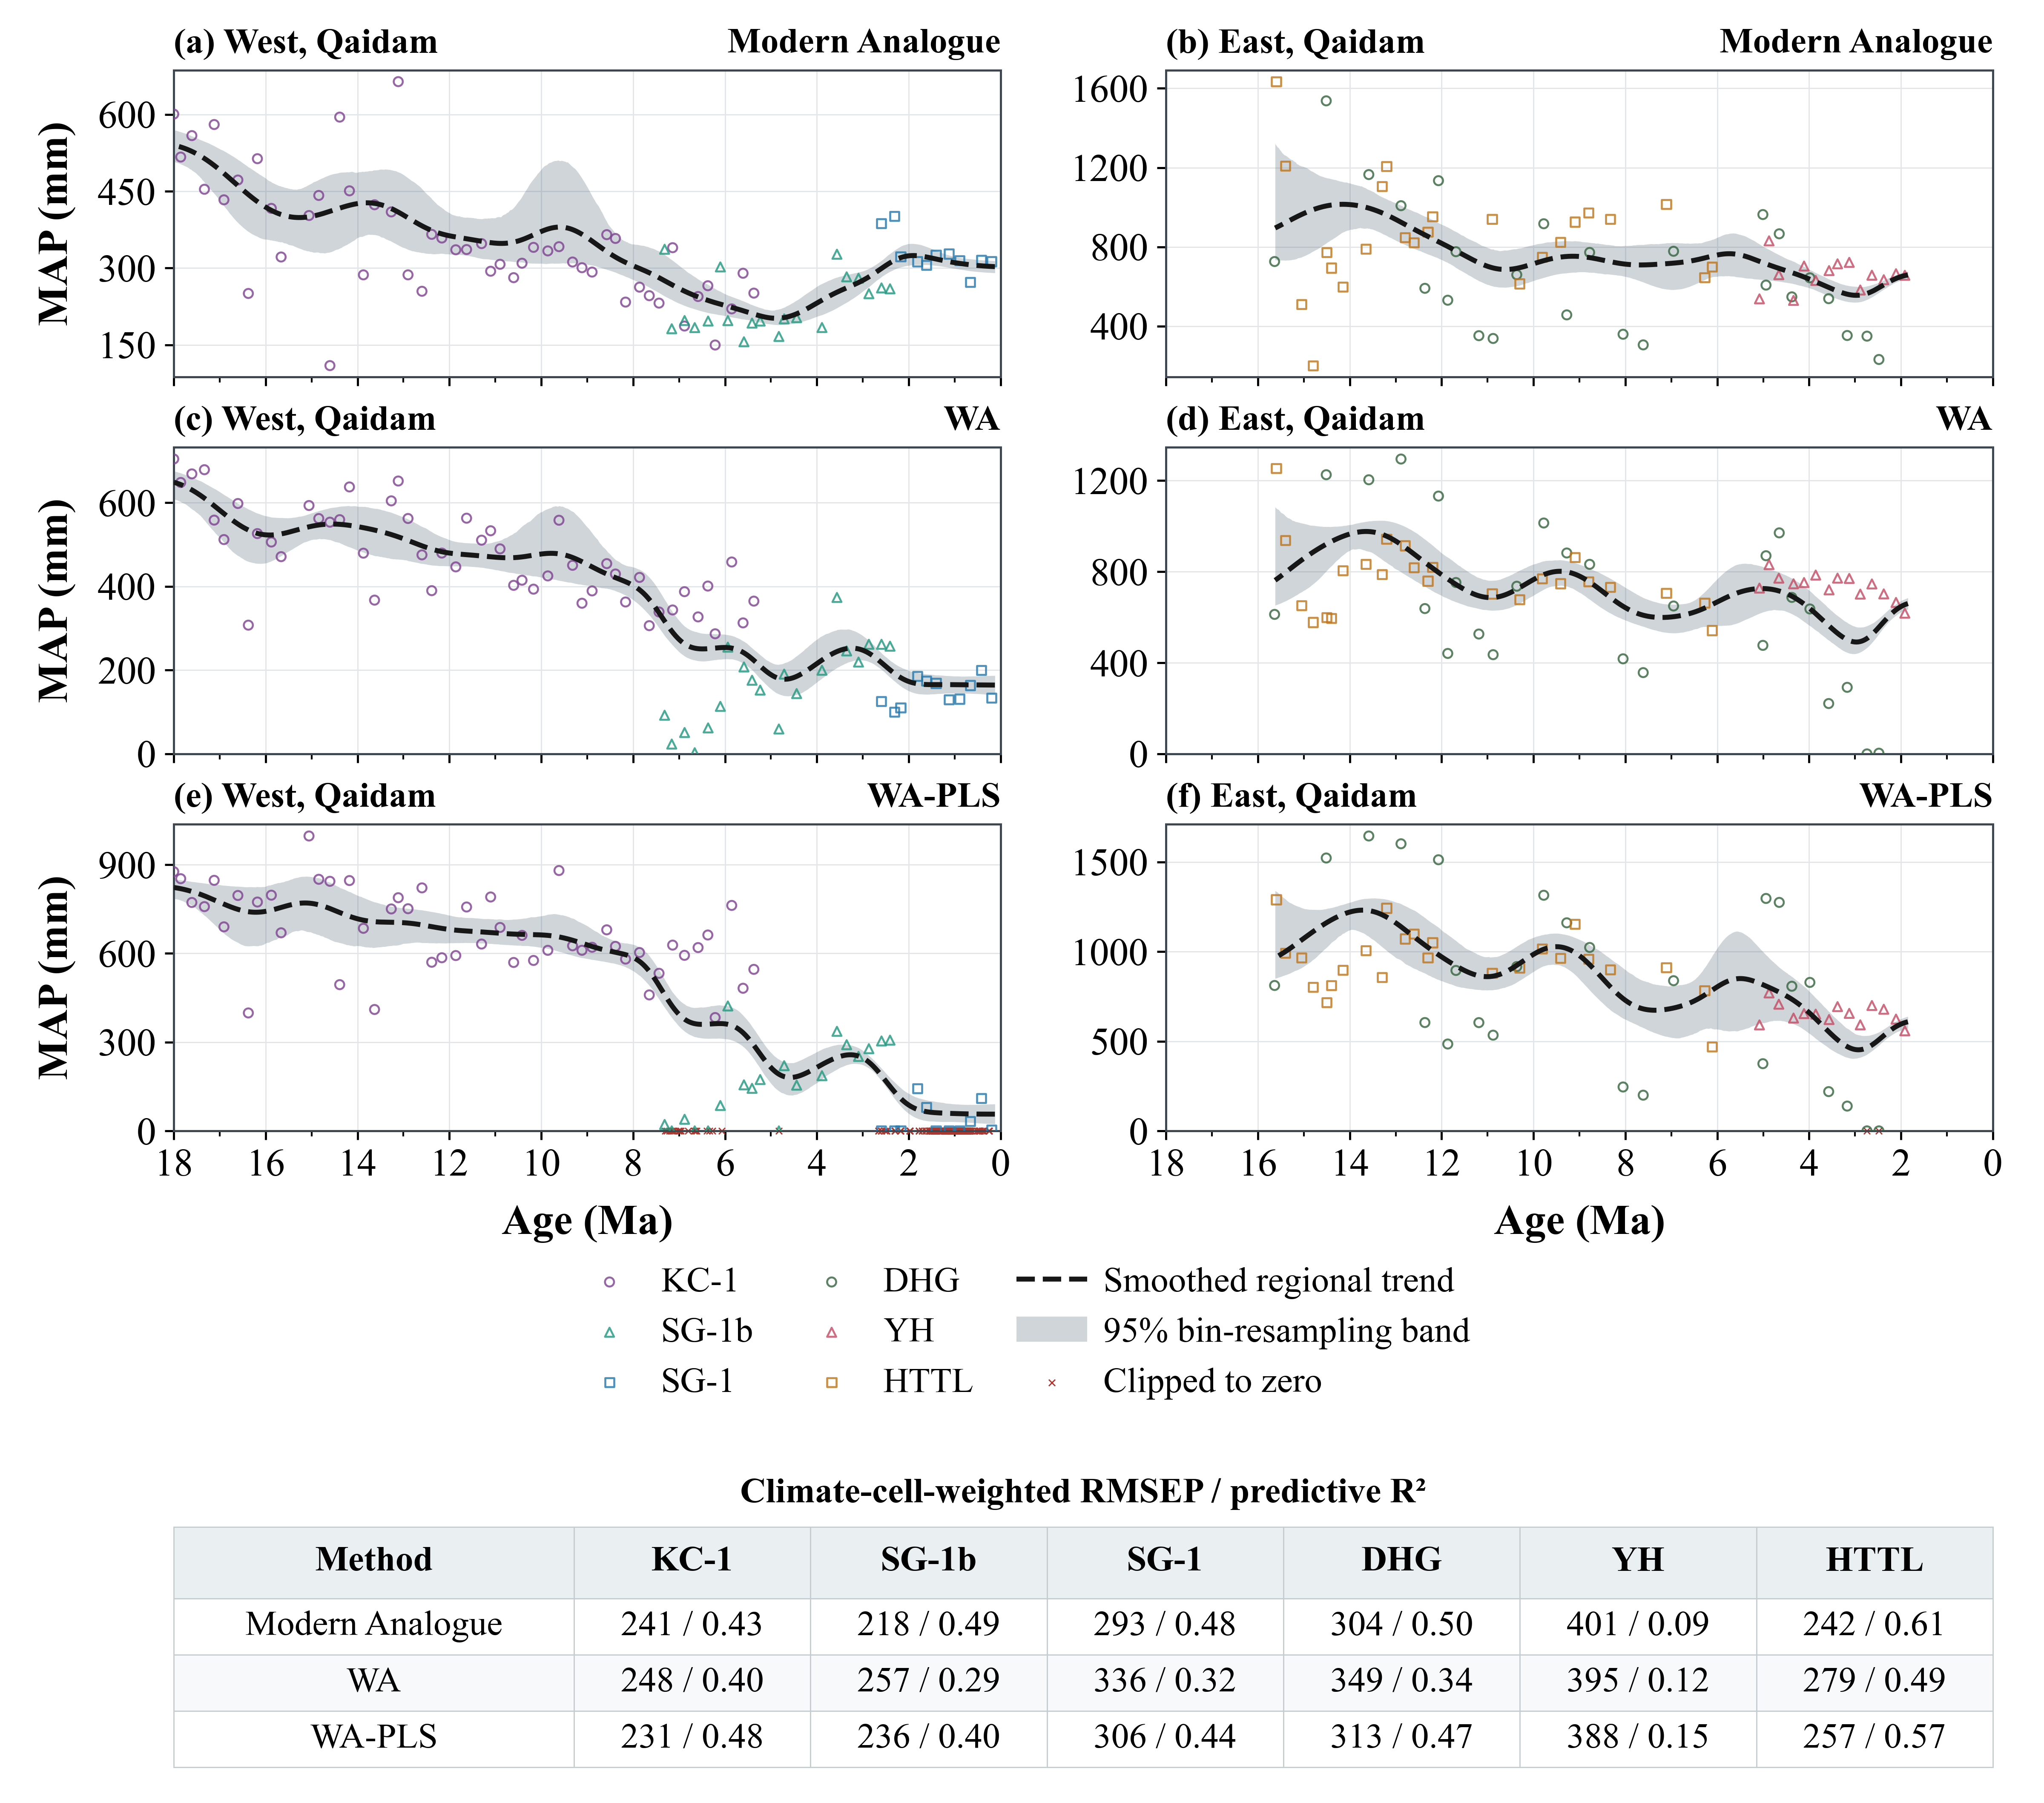 (a) West, Qaidam Modern Analogue
(b) East, Qaidam Modern Analogue
MAP (mm)
600
450
300
150
1600
1200
800
400
(c) West, Qaidam WA
(d) East, Qaidam WA
MAP (mm)
600
400
200
0
1200
800
400
0
(e) West, Qaidam WA-PLS
(f) East, Qaidam WA-PLS
MAP (mm)
900
600
300
0
1500
1000
500
0
18 16 14 12 10 8 6 4 2 0
18 16 14 12 10 8 6 4 2 0
Age (Ma)
Age (Ma)
KC-1 DHG Smoothed regional trend
SG-1b YH 95% bin-resampling band
SG-1 HTTL Clipped to zero
Climate-cell-weighted RMSEP / predictive R²
Method KC-1 SG-1b SG-1 DHG YH HTTL
Modern Analogue 241 / 0.43 218 / 0.49 293 / 0.48 304 / 0.50 401 / 0.09 242 / 0.61
WA 248 / 0.40 257 / 0.29 336 / 0.32 349 / 0.34 395 / 0.12 279 / 0.49
WA-PLS 231 / 0.48 236 / 0.40 306 / 0.44 313 / 0.47 388 / 0.15 257 / 0.57